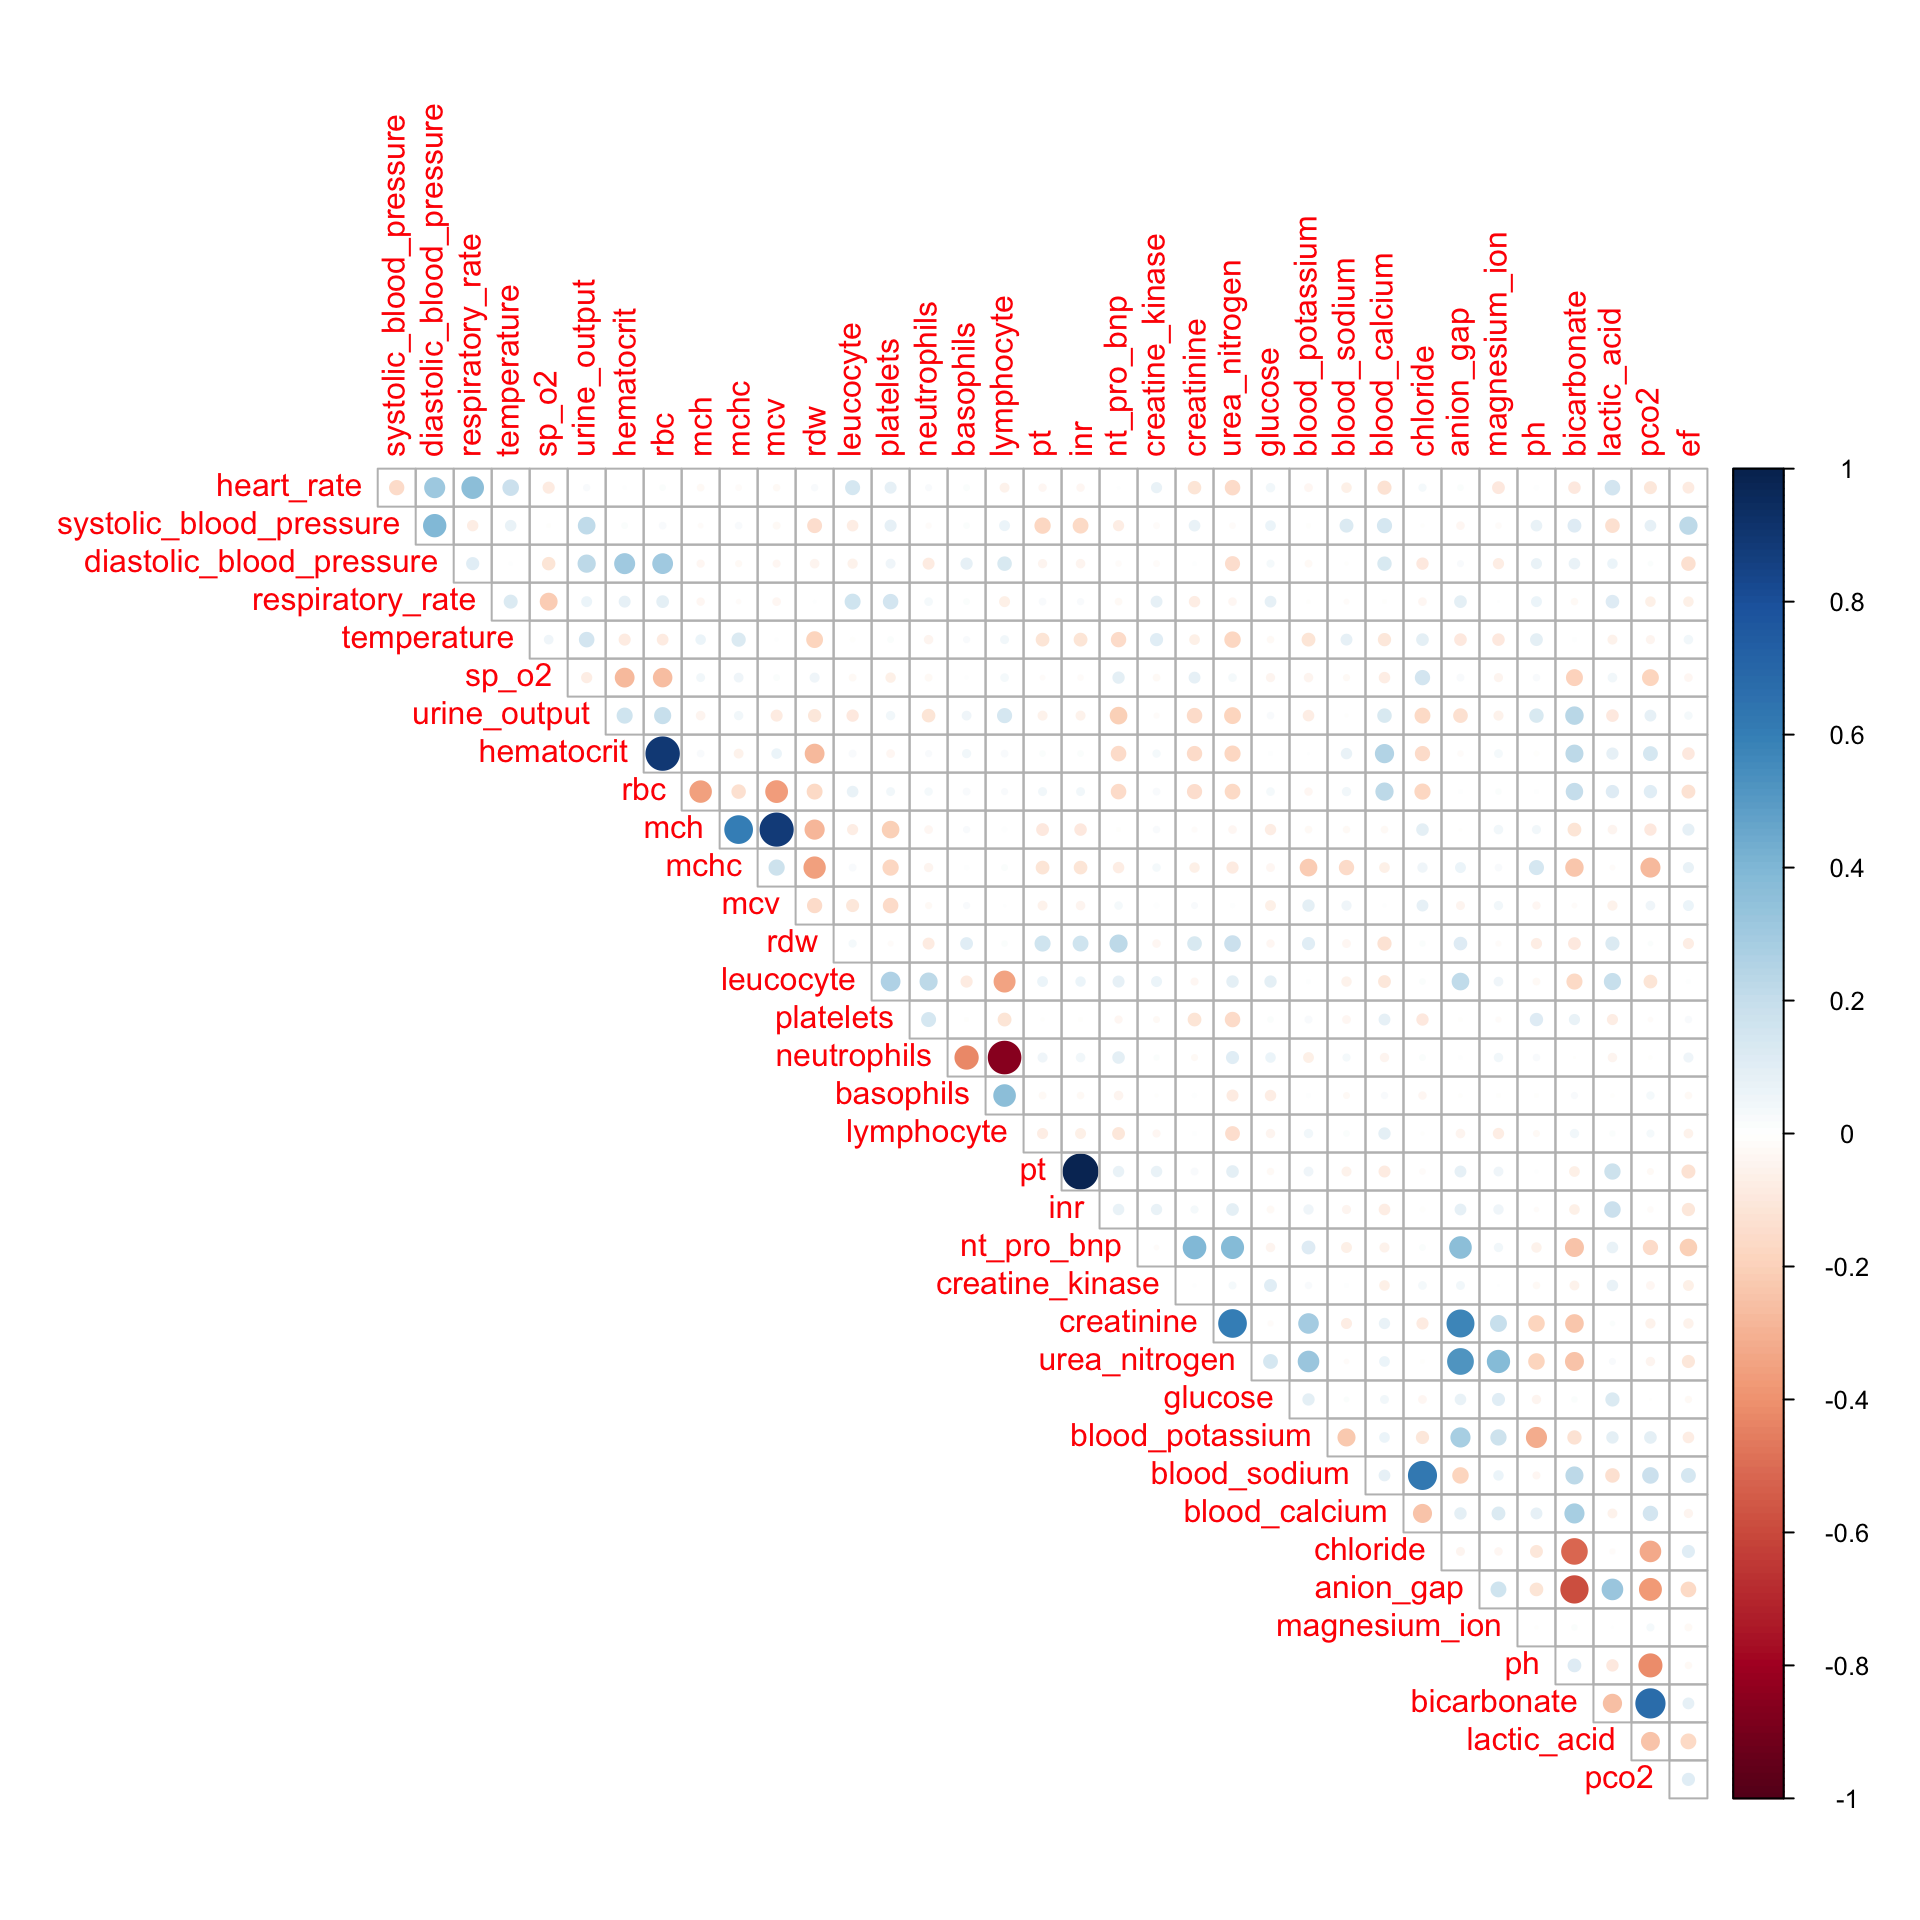 systolic_blood_pressure
diastolic_blood_pressure
respiratory_rate
temperature
sp_o2
urine_output
hematocrit
rbc
mch
mchc
mcv
rdw
leucocyte
platelets
neutrophils
basophils
lymphocyte
pt
inr
nt_pro_bnp
creatine_kinase
creatinine
urea_nitrogen
glucose
blood_potassium
blood_sodium
blood_calcium
chloride
anion_gap
magnesium_ion
ph
bicarbonate
lactic_acid
pco2
ef
heart_rate
systolic_blood_pressure
diastolic_blood_pressure
respiratory_rate
temperature
sp_o2
urine_output
hematocrit
rbc
mch
mchc
mcv
rdw
leucocyte
platelets
neutrophils
basophils
lymphocyte
pt
inr
nt_pro_bnp
creatine_kinase
creatinine
urea_nitrogen
glucose
blood_potassium
blood_sodium
blood_calcium
chloride
anion_gap
magnesium_ion
ph
bicarbonate
lactic_acid
pco2
1
0.8
0.6
0.4
0.2
0
-0.2
-0.4
-0.6
-0.8
-1